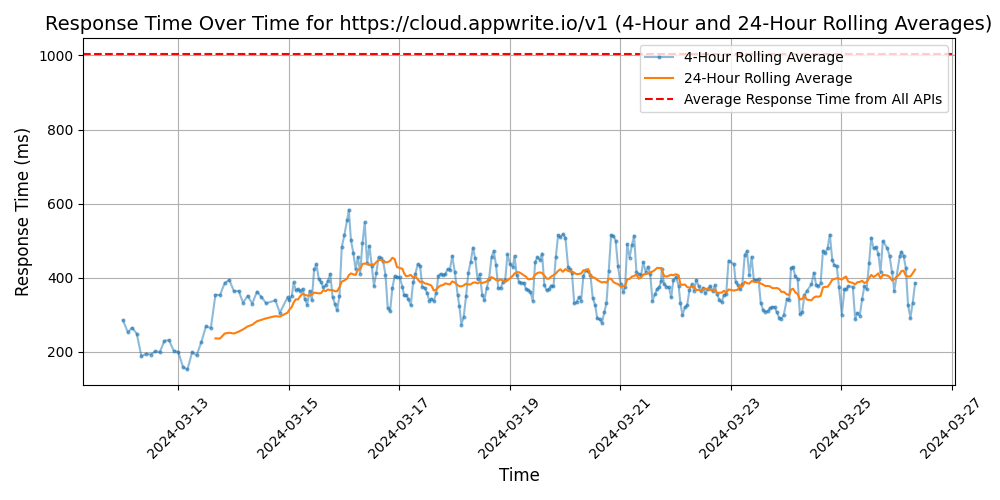 Response Time Over Time for https://cloud.appwrite.io/v1 (4-Hour and 24-Hour Rolling Averages)
4-Hour Rolling Average
24-Hour Rolling Average
Average Response Time from All APIs
Response Time (ms)
1000
800
600
400
200
2024-03-13
2024-03-15
2024-03-17
2024-03-19
2024-03-21
2024-03-23
2024-03-25
2024-03-27
Time